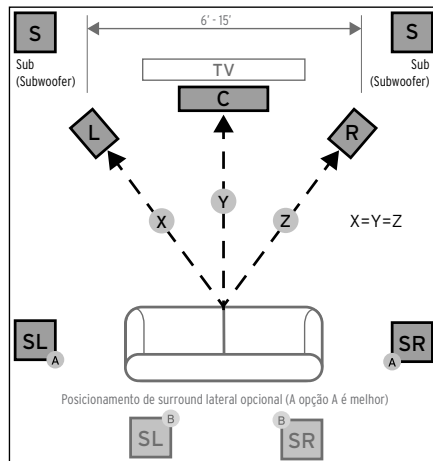 S
6' - 15'
S
Sub
(Subwoofer)
TV
Sub
(Subwoofer)
C
L
R
X
Y
Z
X=Y=Z
SL
A
SR
A
Posicionamento de surround lateral opcional (A opção A é melhor)
SL
B
B
SR